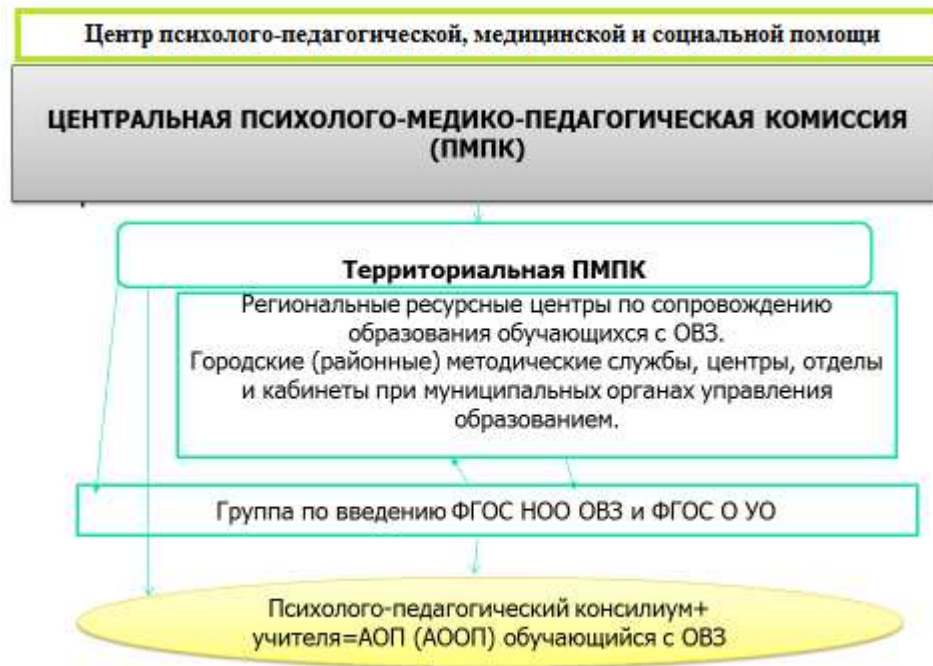 Центр психолого-педагогической, медицинской и социальной помощи
ЦЕНТРАЛЬНАЯ ПСИХОЛОГО-МЕДИКО-ПЕДАГОГИЧЕСКАЯ КОМИССИЯ
(ПМПК)
Территориальная ПМПК
Региональные ресурсные центры по сопровождению
образования обучающихся с ОВЗ.
Городские (районные) методические службы, центры, отделы
и кабинеты при муниципальных органах управления
образованием.
Группа по введению ФГОС НОО ОВЗ и ФГОС О УО
Психолого-педагогический консилиум+
учителя=АОП (АООП) обучающийся с ОВЗ